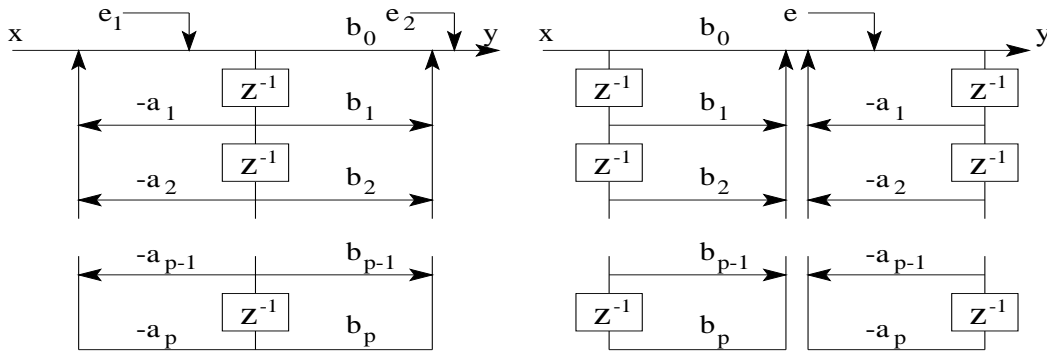 e1 e2 e
x b0 y x b0 y
Z-1 Z-1 Z-1
-a1 b1 b1 -a1
Z-1 Z-1 Z-1
-a2 b2 b2 -a2
-ap-1 bp-1 bp-1 -ap-1
Z-1 Z-1 Z-1
-ap bp bp -ap